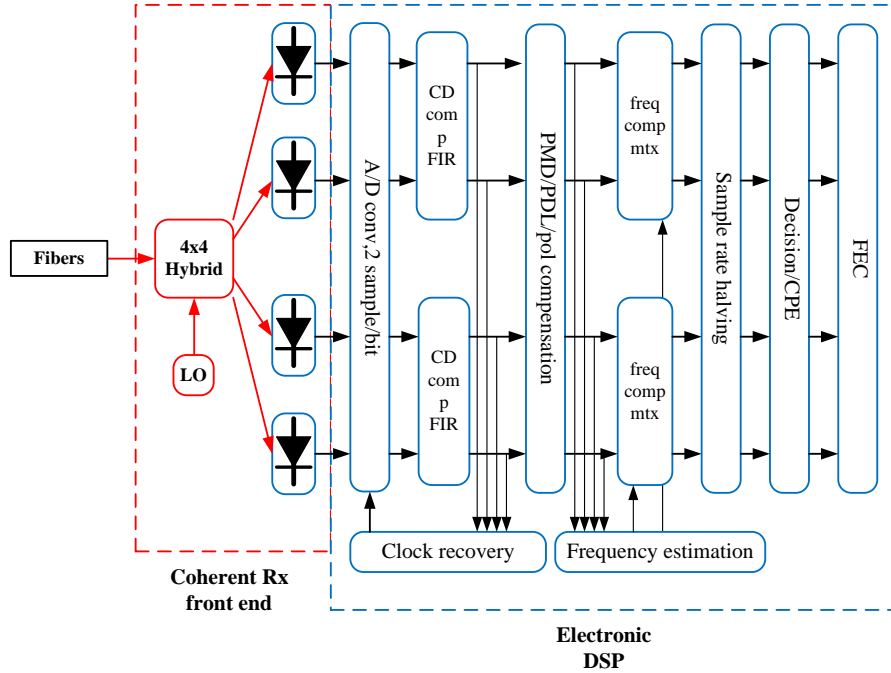 Fibers
4x4
Hybrid
LO
A/D conv,2 sample/bit
CD
com
p
FIR
CD
com
p
FIR
PMD/PDL/pol compensation
freq
comp
mtx
freq
comp
mtx
Sample rate halving
Decision/CPE
FEC
Clock recovery
Frequency estimation
Coherent Rx
front end
Electronic
DSP